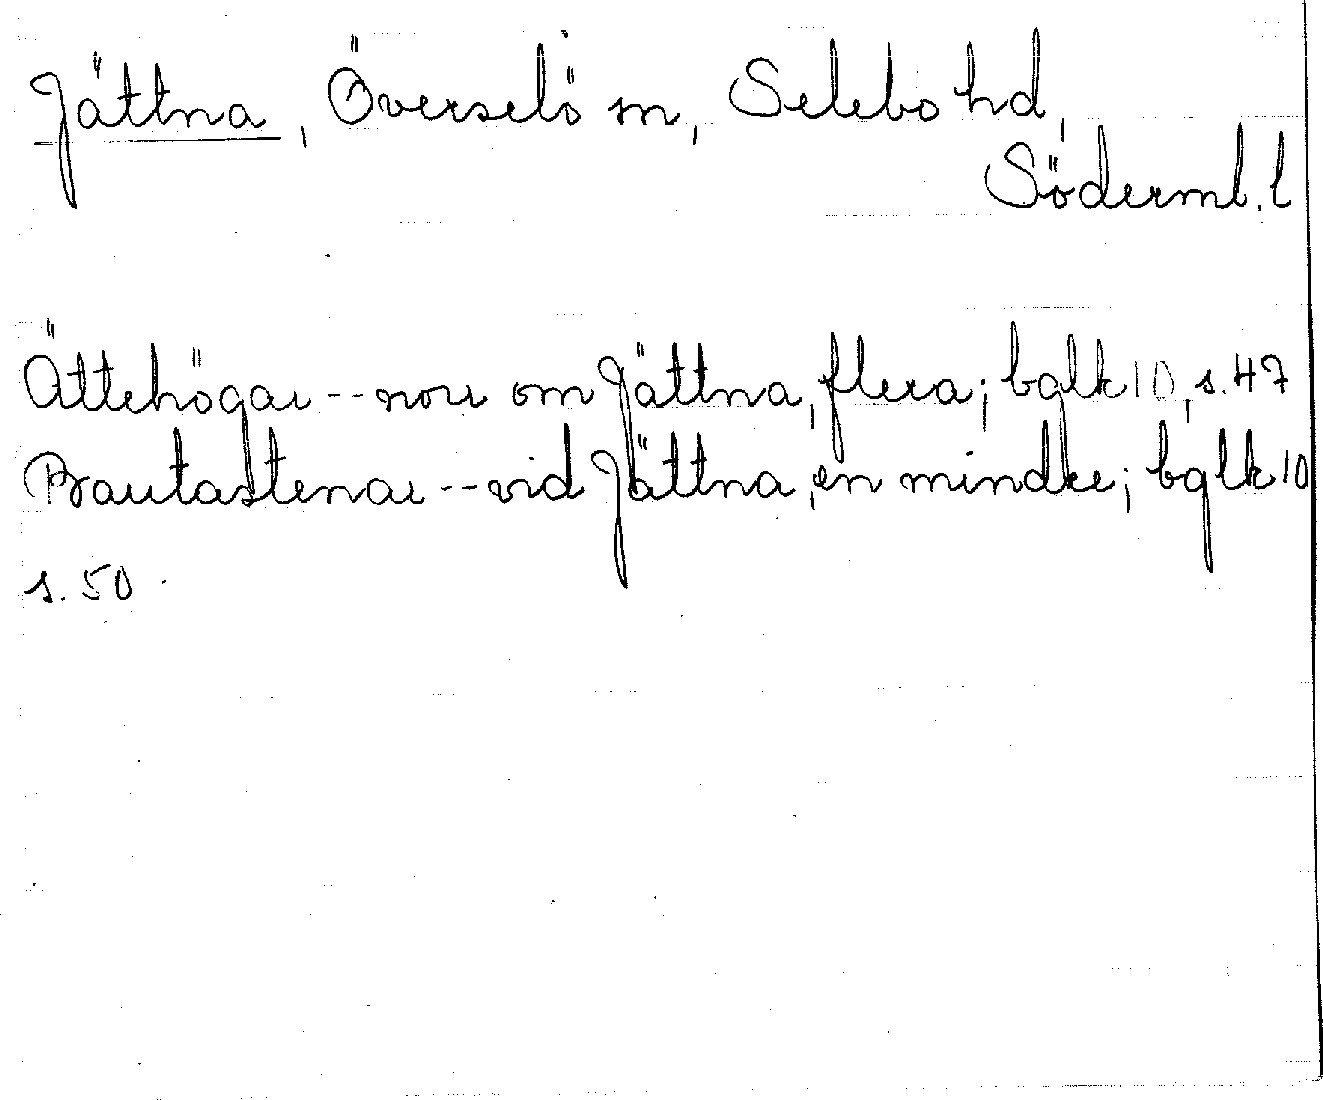 Jättna, Överselö sn, Selebo hd,
Söderml. l
Ättehögar -- norr om Jättna, flera; bglk 10, s. 47
Bautastenar -- vid Jättna, en mindre; bglk 10
s. 50.